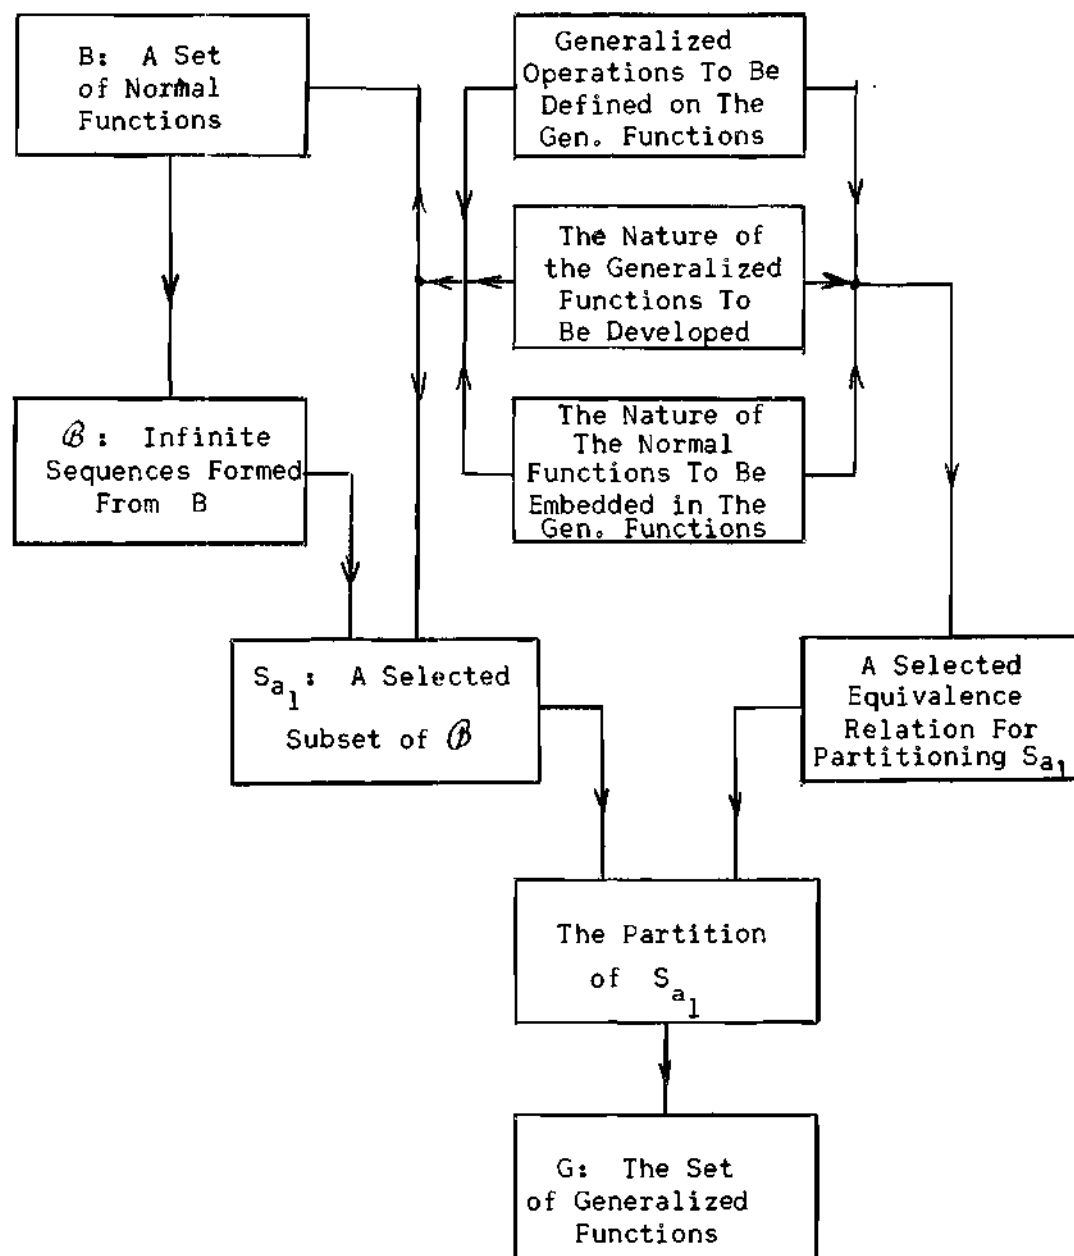 B: A Set
of Normal
Functions
Generalized
Operations To Be
Defined on The
Gen. Functions
The Nature of
the Generalized
Functions To
Be Developed
ℬ: Infinite
Sequences Formed
From B
The Nature of
The Normal
Functions To Be
Embedded in The
Gen. Functions
Sa1: A Selected
Subset of ℬ
A Selected
Equivalence
Relation For
Partitioning Sa1
The Partition
of Sa1
G: The Set
of Generalized
Functions